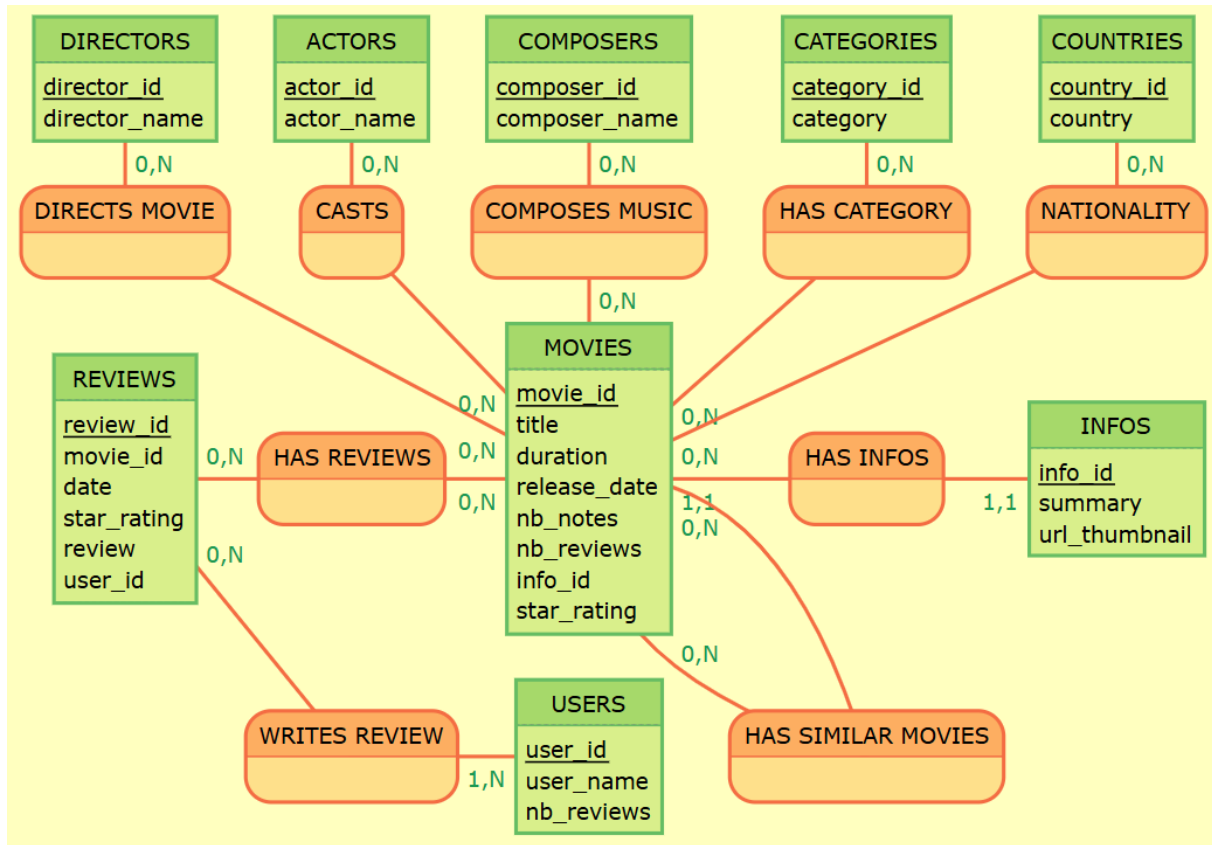 DIRECTORS
director_id
director_name
ACTORS
actor_id
actor_name
COMPOSERS
composer_id
composer_name
CATEGORIES
category_id
category
COUNTRIES
country_id
country
0,N
0,N
0,N
0,N
0,N
DIRECTS MOVIE
CASTS
COMPOSES MUSIC
HAS CATEGORY
NATIONALITY
0,N
MOVIES
movie_id
title
duration
release_date
nb_notes
nb_reviews
info_id
star_rating
REVIEWS
review_id
movie_id
date
star_rating
review
user_id
0,N
0,N
0,N
HAS REVIEWS
0,N
0,N
0,N
0,N
1,1
0,N
HAS INFOS
1,1
INFOS
info_id
summary
url_thumbnail
0,N
0,N
WRITES REVIEW
1,N
USERS
user_id
user_name
nb_reviews
HAS SIMILAR MOVIES